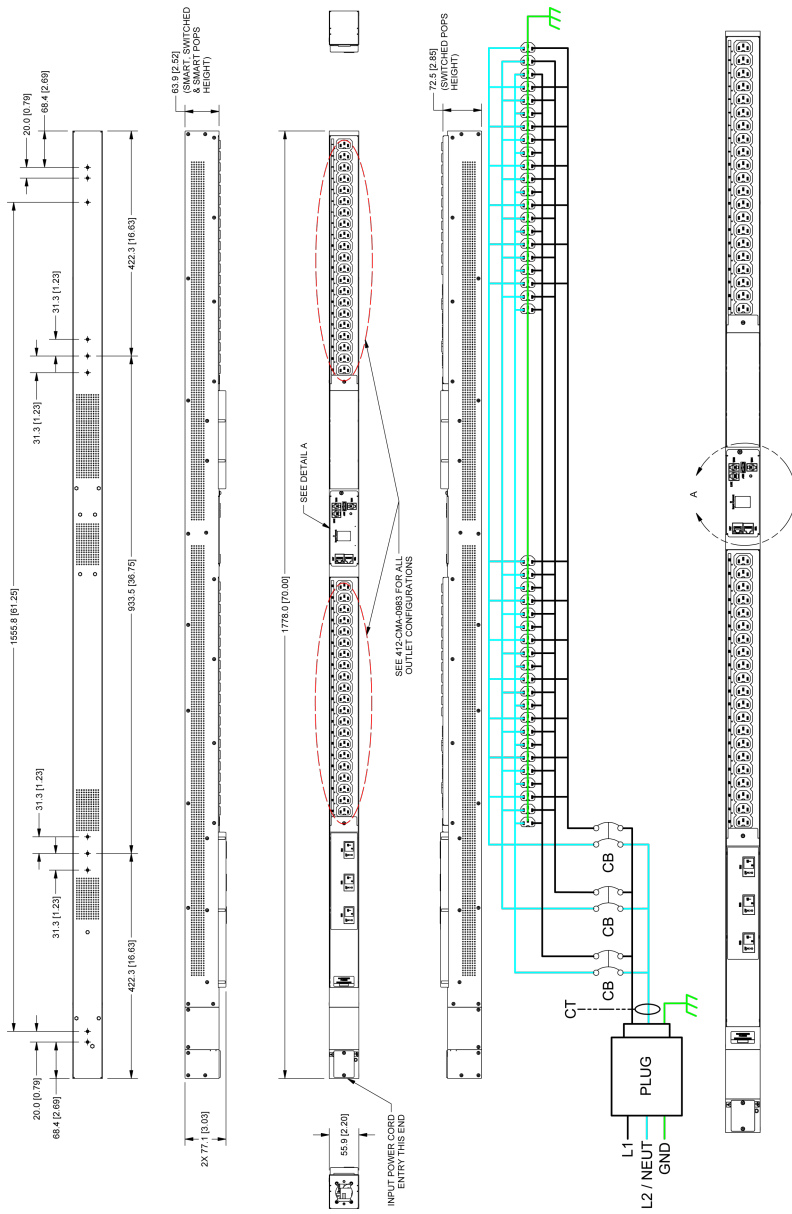 20.0 [0.79]
68.4 [2.69]
1555.8 [61.25]
31.3 [1.23]
31.3 [1.23]
422.3 [16.63]
933.5 [36.75]
31.3 [1.23]
31.3 [1.23]
422.3 [16.63]
20.0 [0.79]
68.4 [2.69]
63.9 [2.52]
(SMART, SWITCHED
& SMART POPS
HEIGHT)
2X 77.1 [3.03]
1778.0 [70.00]
SEE DETAIL A
55.9 [2.20]
INPUT POWER CORD
ENTRY THIS END
SEE 412-CMA-0983 FOR ALL
OUTLET CONFIGURATIONS
72.5 [2.85]
(SWITCHED POPS
HEIGHT)
CB
CB
CB
CT
PLUG
L1
L2 / NEUT
GND
A